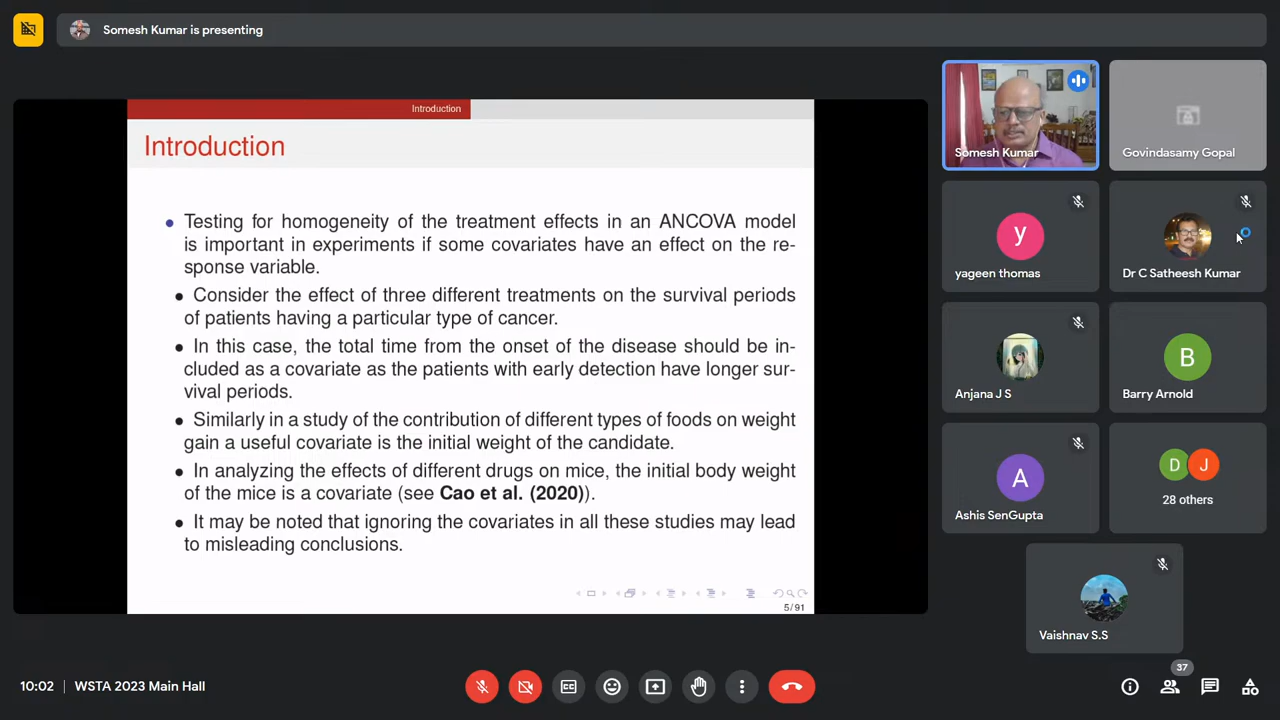 Somesh Kumar is presenting
Introduction
Introduction
Testing for homogeneity of the treatment effects in an ANCOVA model
is important in experiments if some covariates have an effect on the re-
sponse variable.
Consider the effect of three different treatments on the survival periods
of patients having a particular type of cancer.
In this case, the total time from the onset of the disease should be in-
cluded as a covariate as the patients with early detection have longer sur-
vival periods.
Similarly in a study of the contribution of different types of foods on weight
gain a useful covariate is the initial weight of the candidate.
In analyzing the effects of different drugs on mice, the initial body weight
of the mice is a covariate (see Cao et al. (2020)).
It may be noted that ignoring the covariates in all these studies may lead
to misleading conclusions.
5/91
Somesh Kumar
Govindasamy Gopal
y
yageen thomas
Dr C Satheesh Kumar
Anjana J S
B
Barry Arnold
A
Ashis SenGupta
D J
28 others
Vaishnav S.S
10:02 | WSTA 2023 Main Hall
CC
37